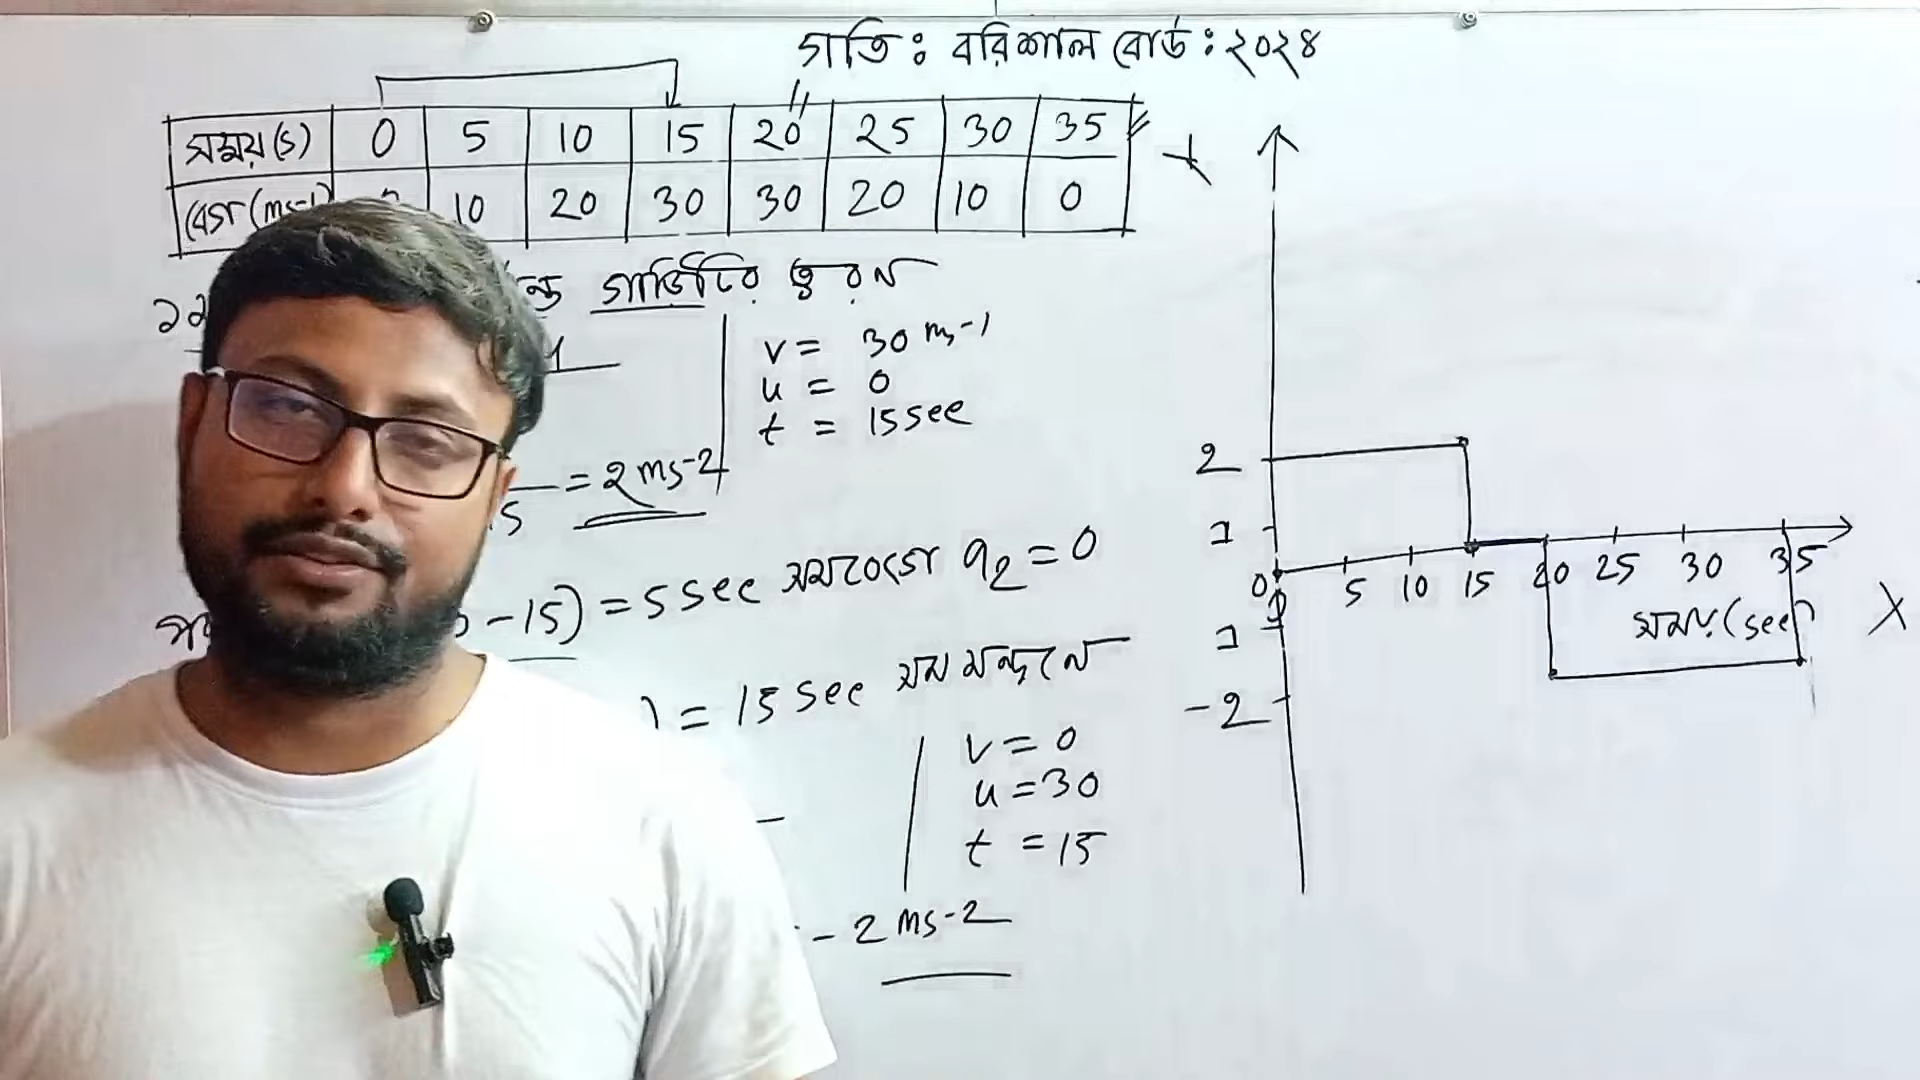 গতি : বরিশাল বোর্ড : ২০২৪
সময় (s) 0 5 10 15 20 25 30 35
বেগ (ms-1) 10 20 30 30 20 10 0
গাড়িটির ত্বরন
v = 30 ms-1
u = 0
t = 15 sec
= 2 ms-2
-15) = 5 sec সমবেগে a2 = 0
) = 15 sec সম মন্দনে
v = 0
u = 30
t = 15
- 2 ms-2
Y
2
1
0 5 10 15 20 25 30 35
1
সময় (sec) X
-2